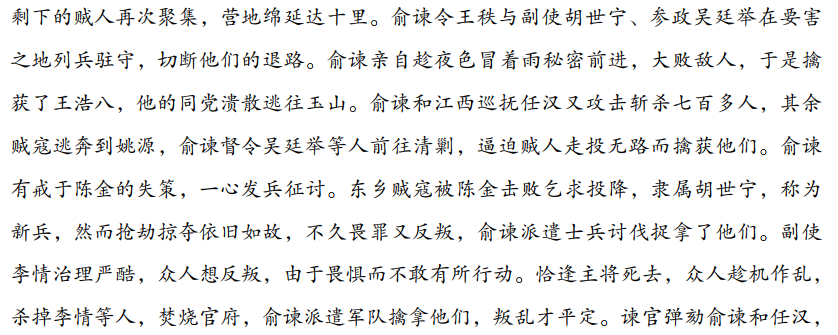 剩下的贼人再次聚集，营地绵延达十里。俞谏令王秩与副使胡世宁、参政吴廷举在要害
之地列兵驻守，切断他们的退路。俞谏亲自趁夜色冒着雨秘密前进，大败敌人，于是擒
获了王浩八，他的同党溃散逃往玉山。俞谏和江西巡抚任汉又攻击斩杀七百多人，其余
贼寇逃奔到姚源，俞谏督令吴廷举等人前往清剿，逼迫贼人走投无路而擒获他们。俞谏
有戒于陈金的失策，一心发兵征讨。东乡贼寇被陈金击败乞求投降，隶属胡世宁，称为
新兵，然而抢劫掠夺依旧如故，不久畏罪又反叛，俞谏派遣士兵讨伐捉拿了他们。副使
李情治理严酷，众人想反叛，由于畏惧而不敢有所行动。恰逢主将死去，众人趁机作乱，
杀掉李情等人，焚烧官府，俞谏派遣军队擒拿他们，叛乱才平定。谏官弹劾俞谏和任汉，